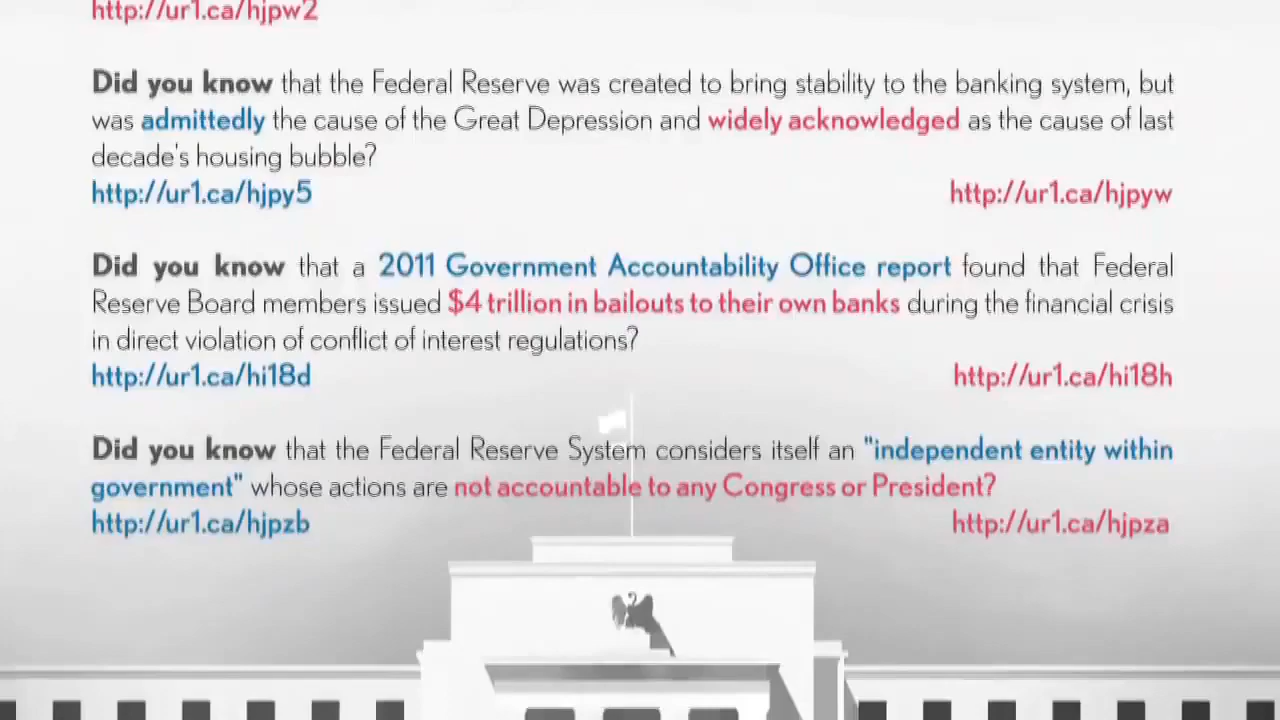 http://ur1.ca/hjpw2
Did you know that the Federal Reserve was created to bring stability to the banking system, but
was admittedly the cause of the Great Depression and widely acknowledged as the cause of last
decade's housing bubble?
http://ur1.ca/hjpy5 http://ur1.ca/hjpyw
Did you know that a 2011 Government Accountability Office report found that Federal
Reserve Board members issued $4 trillion in bailouts to their own banks during the financial crisis
in direct violation of conflict of interest regulations?
http://ur1.ca/hi18d http://ur1.ca/hi18h
Did you know that the Federal Reserve System considers itself an "independent entity within
government" whose actions are not accountable to any Congress or President?
http://ur1.ca/hjpzb http://ur1.ca/hjpza